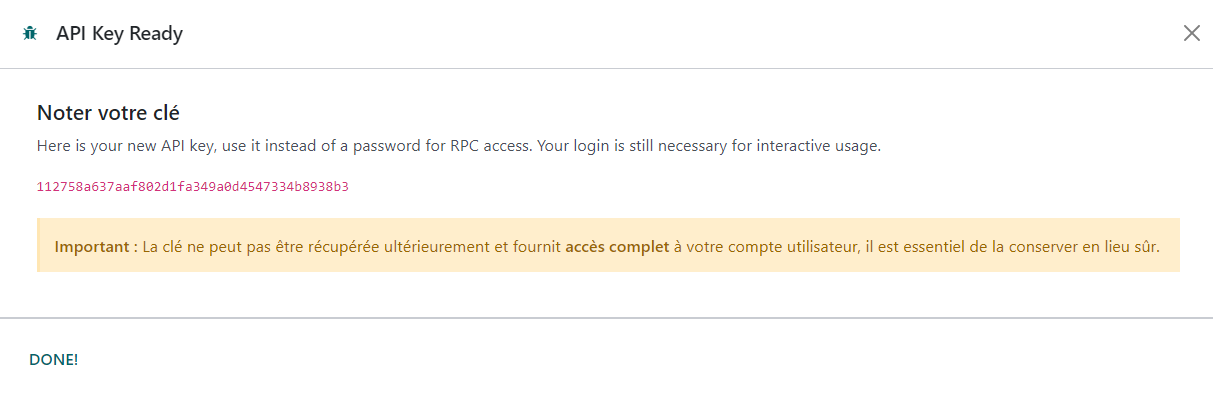 API Key Ready
Noter votre clé
Here is your new API key, use it instead of a password for RPC access. Your login is still necessary for interactive usage.
112758a637aaf802d1fa349a0d4547334b8938b3
Important : La clé ne peut pas être récupérée ultérieurement et fournit accès complet à votre compte utilisateur, il est essentiel de la conserver en lieu sûr.
DONE!